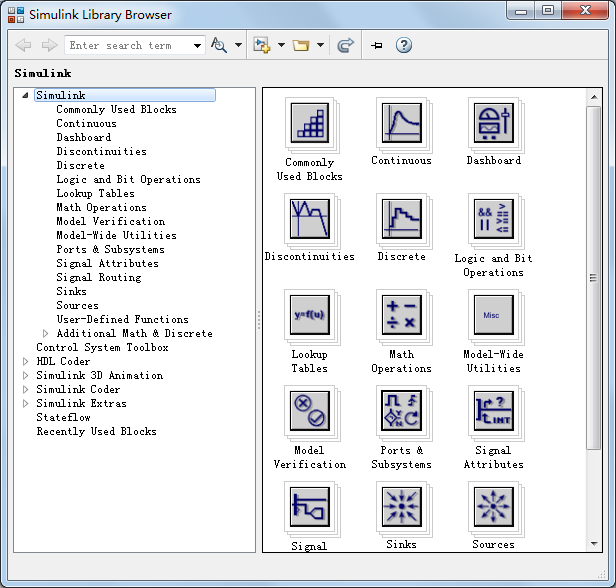 Simulink Library Browser
Enter search term
Simulink
Simulink
Commonly Used Blocks
Continuous
Dashboard
Discontinuities
Discrete
Logic and Bit Operations
Lookup Tables
Math Operations
Model Verification
Model-Wide Utilities
Ports & Subsystems
Signal Attributes
Signal Routing
Sinks
Sources
User-Defined Functions
Additional Math & Discrete
Control System Toolbox
HDL Coder
Simulink 3D Animation
Simulink Coder
Simulink Extras
Stateflow
Recently Used Blocks
Commonly
Used Blocks
Continuous
Dashboard
Discontinuities
Discrete
&&
||
>=
<=
Logic and Bit
Operations
y=f(u)
Lookup
Tables
+ −
÷ ×
Math
Operations
Misc
Model-Wide
Utilities
Model
Verification
Y
N
Ports &
Subsystems
?
INT
Signal
Attributes
Signal
Sinks
Sources